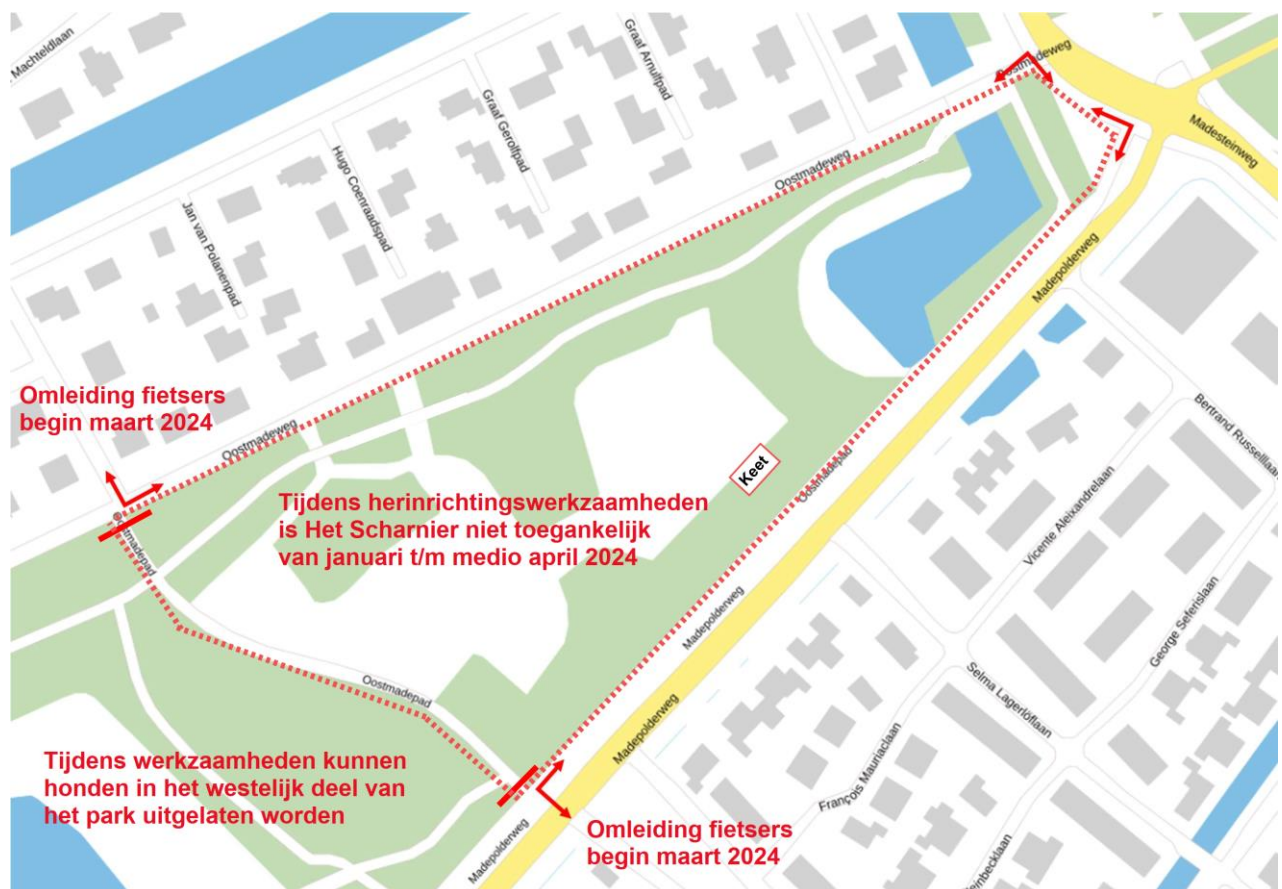 Machteldlaan
Graaf Arnulfpad
Oostmadeweg
Graaf Gerolfpad
Madesteinweg
Hugo Coenraadspad
Oostmadeweg
Jan van Polanenpad
Madepolderweg
Omleiding fietsers
begin maart 2024
Bertrand Russelllaan
Oostmadeweg
Keet
Oostmadepad
Vicente Aleixandrelaan
Tijdens herinrichtingswerkzaamheden
is Het Scharnier niet toegankelijk
van januari t/m medio april 2024
Oostmadepad
George Seferislaan
Madepolderweg
Selma Lagerlöflaan
Oostmadepad
Madepolderweg
François Mauriaclaan
Tijdens werkzaamheden kunnen
honden in het westelijk deel van
het park uitgelaten worden
Omleiding fietsers
begin maart 2024
Madepolderweg
inbecklaan